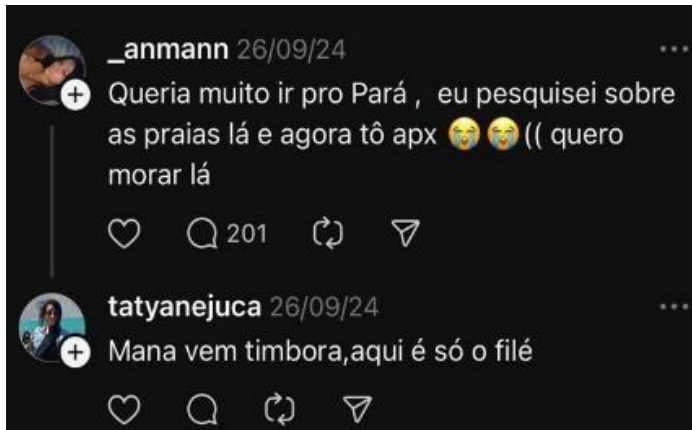 _anmann 26/09/24
Queria muito ir pro Pará , eu pesquisei sobre
as praias lá e agora tô apx 😭😭(( quero
morar lá
201
tatyanejuca 26/09/24
Mana vem timbora,aqui é só o filé